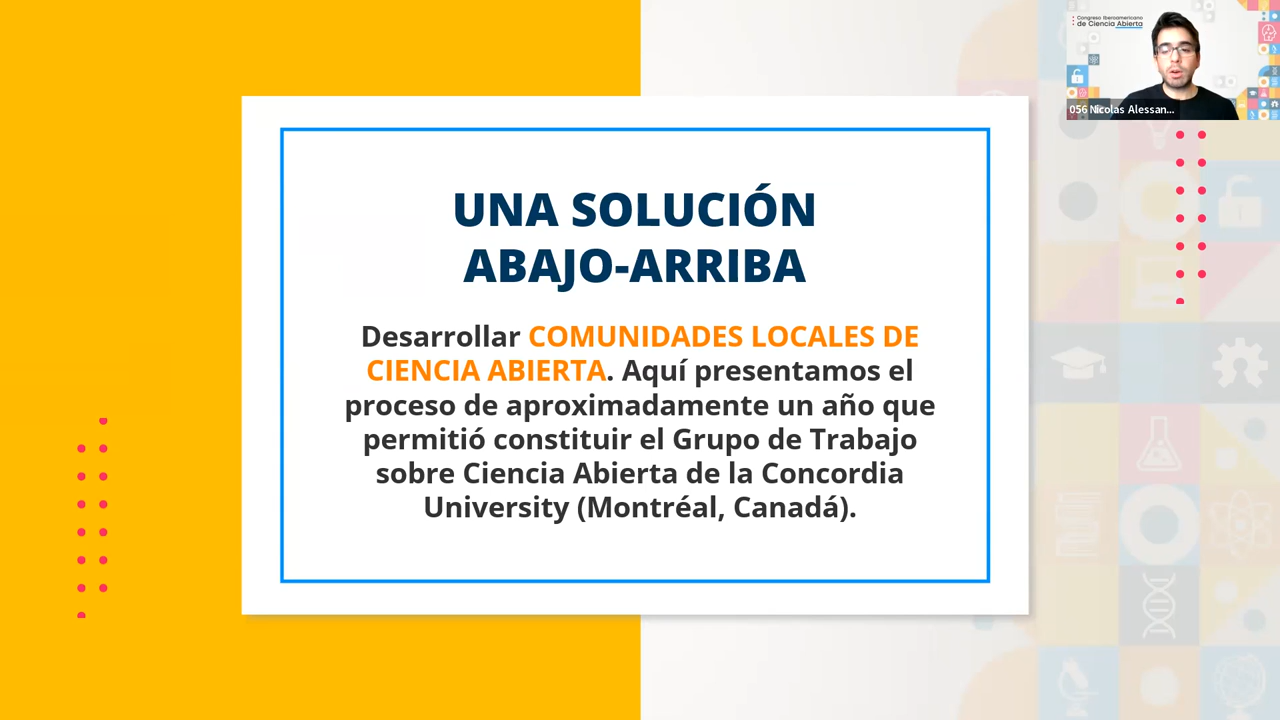 Congreso Iberoamericano
de Ciencia Abierta
056 Nicolas Alessan...
UNA SOLUCIÓN
ABAJO-ARRIBA
Desarrollar COMUNIDADES LOCALES DE
CIENCIA ABIERTA. Aquí presentamos el
proceso de aproximadamente un año que
permitió constituir el Grupo de Trabajo
sobre Ciencia Abierta de la Concordia
University (Montréal, Canadá).